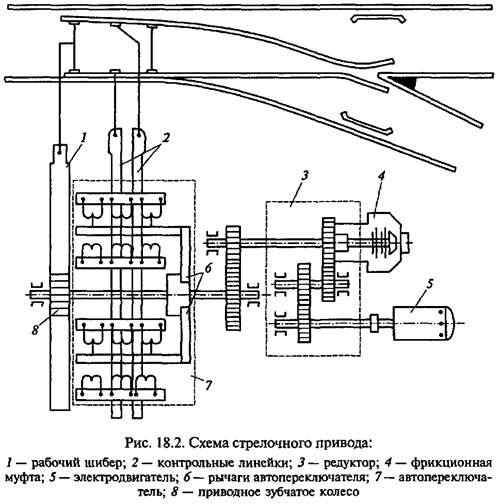 1
2
3
4
5
6
7
8
Рис. 18.2. Схема стрелочного привода:
1 — рабочий шибер; 2 — контрольные линейки; 3 — редуктор; 4 — фрикционная
муфта; 5 — электродвигатель; 6 — рычаги автопереключателя; 7 — автопереключа-
тель; 8 — приводное зубчатое колесо